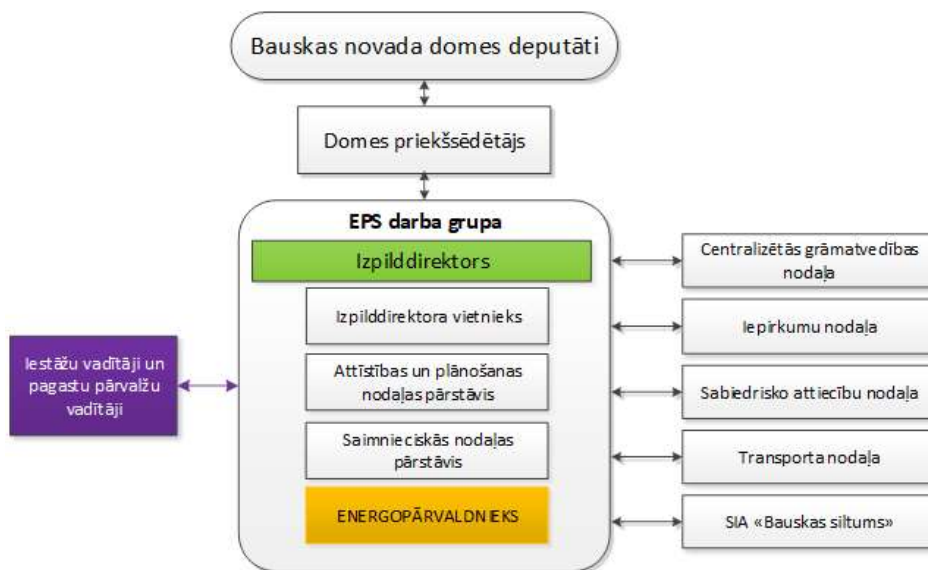 Bauskas novada domes deputāti
Domes priekšsēdētājs
EPS darba grupa
Izpilddirektors
Izpilddirektora vietnieks
Attīstības un plānošanas
nodaļas pārstāvis
Saimnieciskās nodaļas
pārstāvis
ENERGOPĀRVALDNIEKS
Iestāžu vadītāji un
pagastu pārvalžu
vadītāji
Centralizētās grāmatvedības
nodaļa
Iepirkumu nodaļa
Sabiedrisko attiecību nodaļa
Transporta nodaļa
SIA «Bauskas siltums»